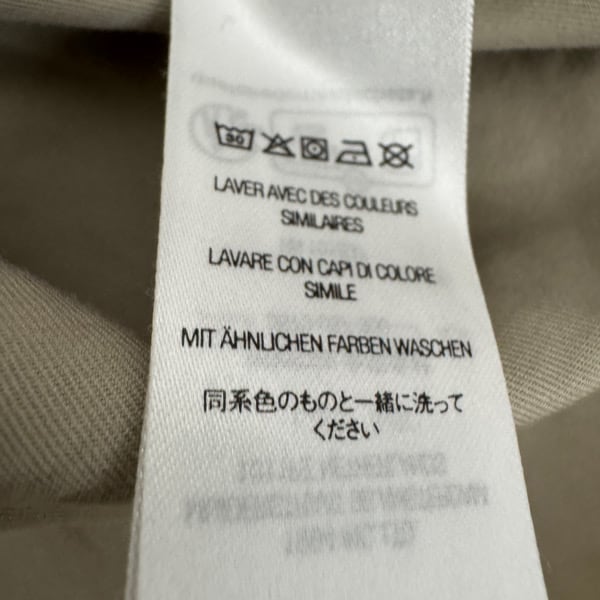 30
LAVER AVEC DES COULEURS
SIMILAIRES
LAVARE CON CAPI DI COLORE
SIMILE
MIT ÄHNLICHEN FARBEN WASCHEN
同系色のものと一緒に洗って
ください